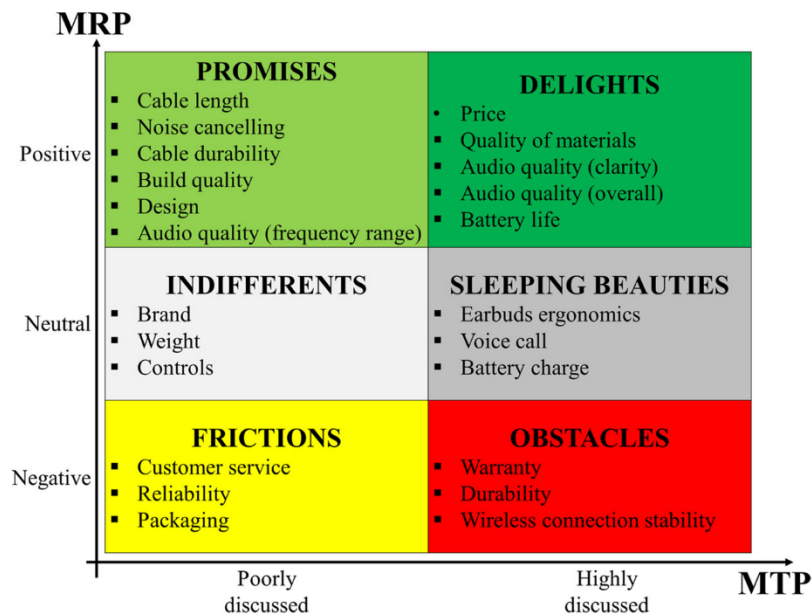 MRP
PROMISES
▪ Cable length
▪ Noise cancelling
▪ Cable durability
▪ Build quality
▪ Design
▪ Audio quality (frequency range)
DELIGHTS
• Price
▪ Quality of materials
▪ Audio quality (clarity)
▪ Audio quality (overall)
▪ Battery life
Positive
INDIFFERENTS
▪ Brand
▪ Weight
▪ Controls
SLEEPING BEAUTIES
▪ Earbuds ergonomics
▪ Voice call
▪ Battery charge
Neutral
FRICTIONS
▪ Customer service
▪ Reliability
▪ Packaging
OBSTACLES
▪ Warranty
▪ Durability
▪ Wireless connection stability
Negative
Poorly
discussed
Highly
discussed
MTP